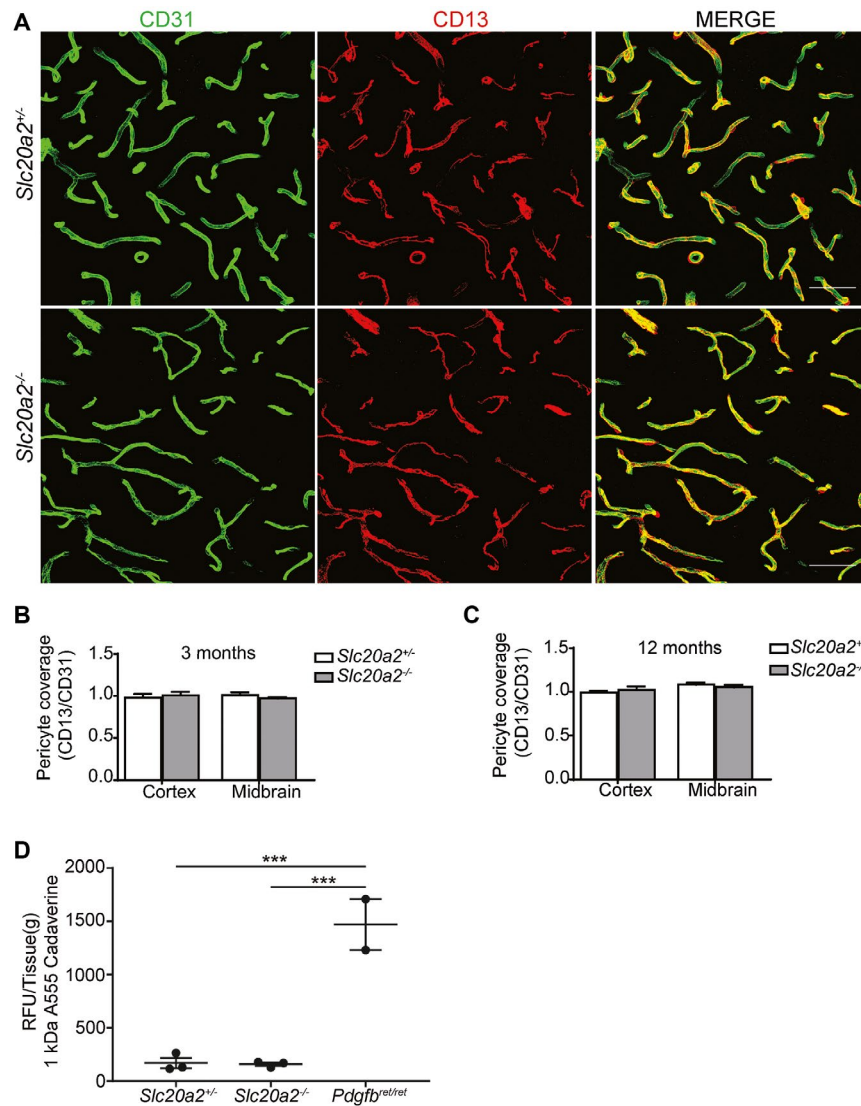 A
CD31 CD13 MERGE
Slc20a2+/-
Slc20a2-/-
B
3 months
Slc20a2+/-
Slc20a2-/-
Pericyte coverage
(CD13/CD31)
1.5
1.0
0.5
0.0
Cortex Midbrain
C
12 months
Slc20a2+
Slc20a2-/
Pericyte coverage
(CD13/CD31)
1.5
1.0
0.5
0.0
Cortex Midbrain
D
RFU/Tissue(g)
1 kDa A555 Cadaverine
2000
1500
1000
500
0
***
***
Slc20a2+/- Slc20a2-/- Pdgfbret/ret